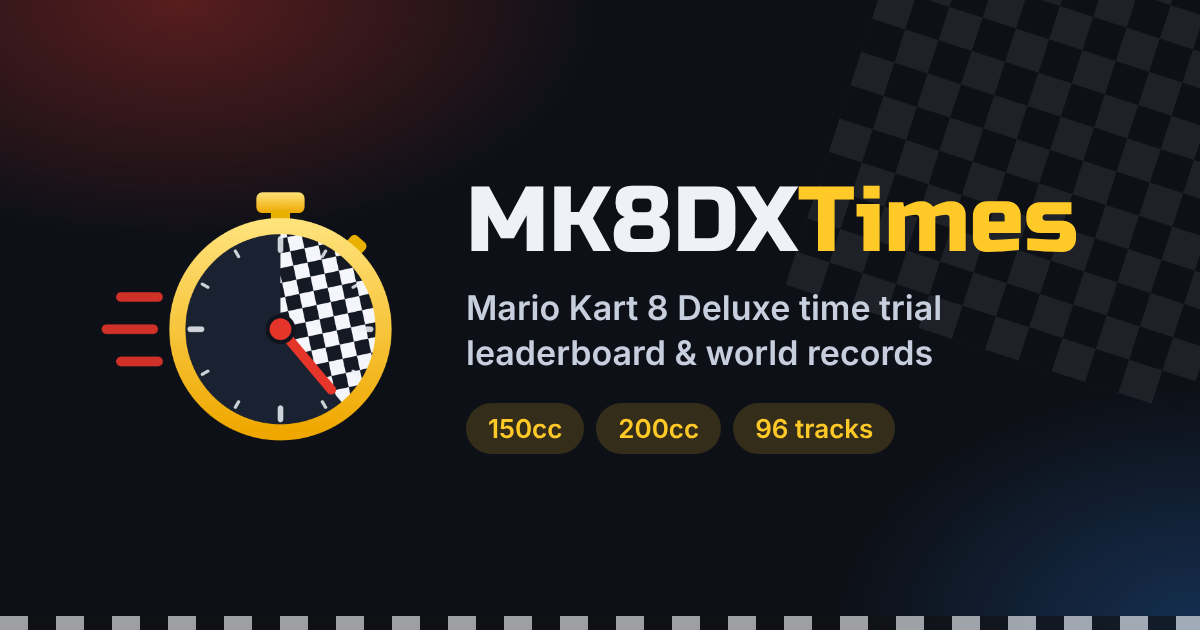 MK8DXTimes
Mario Kart 8 Deluxe time trial
leaderboard & world records
150cc 200cc 96 tracks